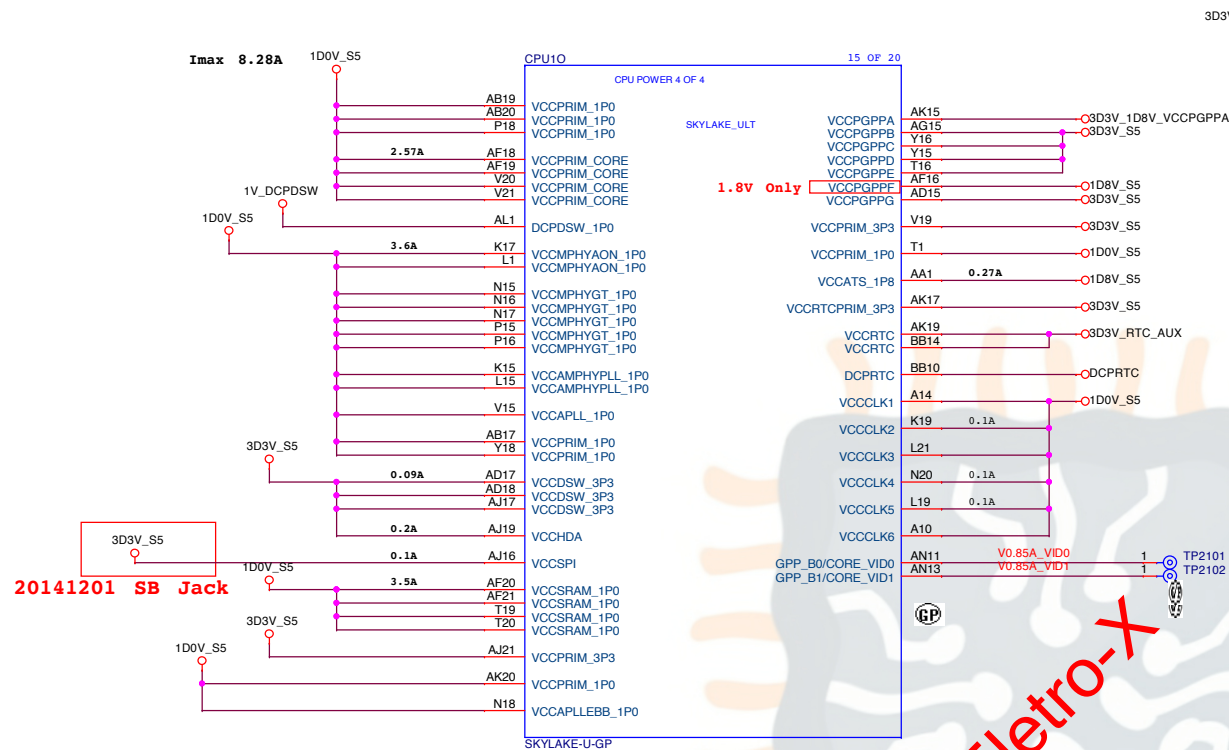 3D3V
Imax 8.28A
1D0V_S5
CPU1O
15 OF 20
CPU POWER 4 OF 4
SKYLAKE_ULT
AB19 VCCPRIM_1P0
AB20 VCCPRIM_1P0
P18 VCCPRIM_1P0
2.57A AF18 VCCPRIM_CORE
AF19 VCCPRIM_CORE
V20 VCCPRIM_CORE
V21 VCCPRIM_CORE
1V_DCPDSW
AL1 DCPDSW_1P0
1D0V_S5
3.6A K17 VCCMPHYAON_1P0
L1 VCCMPHYAON_1P0
N15 VCCMPHYGT_1P0
N16 VCCMPHYGT_1P0
N17 VCCMPHYGT_1P0
P15 VCCMPHYGT_1P0
P16 VCCMPHYGT_1P0
K15 VCCAMPHYPLL_1P0
L15 VCCAMPHYPLL_1P0
V15 VCCAPLL_1P0
AB17 VCCPRIM_1P0
Y18 VCCPRIM_1P0
3D3V_S5
0.09A AD17 VCCDSW_3P3
AD18 VCCDSW_3P3
AJ17 VCCDSW_3P3
0.2A AJ19 VCCHDA
3D3V_S5
0.1A AJ16 VCCSPI
20141201 SB Jack
1D0V_S5
3.5A AF20 VCCSRAM_1P0
AF21 VCCSRAM_1P0
T19 VCCSRAM_1P0
T20 VCCSRAM_1P0
3D3V_S5
AJ21 VCCPRIM_3P3
1D0V_S5
AK20 VCCPRIM_1P0
N18 VCCAPLLEBB_1P0
SKYLAKE-U-GP
VCCPGPPA AK15 3D3V_1D8V_VCCPGPPA
VCCPGPPB AG15 3D3V_S5
VCCPGPPC Y16
VCCPGPPD Y15
VCCPGPPE T16
1.8V Only VCCPGPPF AF16 1D8V_S5
VCCPGPPG AD15 3D3V_S5
VCCPRIM_3P3 V19 3D3V_S5
VCCPRIM_1P0 T1 1D0V_S5
VCCATS_1P8 AA1 0.27A 1D8V_S5
VCCRTCPRIM_3P3 AK17 3D3V_S5
VCCRTC AK19 3D3V_RTC_AUX
VCCRTC BB14
DCPRTC BB10 DCPRTC
VCCCLK1 A14 1D0V_S5
VCCCLK2 K19 0.1A
VCCCLK3 L21
VCCCLK4 N20 0.1A
VCCCLK5 L19 0.1A
VCCCLK6 A10
GPP_B0/CORE_VID0 AN11 V0.85A_VID0 1 TP2101
GPP_B1/CORE_VID1 AN13 V0.85A_VID1 1 TP2102
GP
letro-X